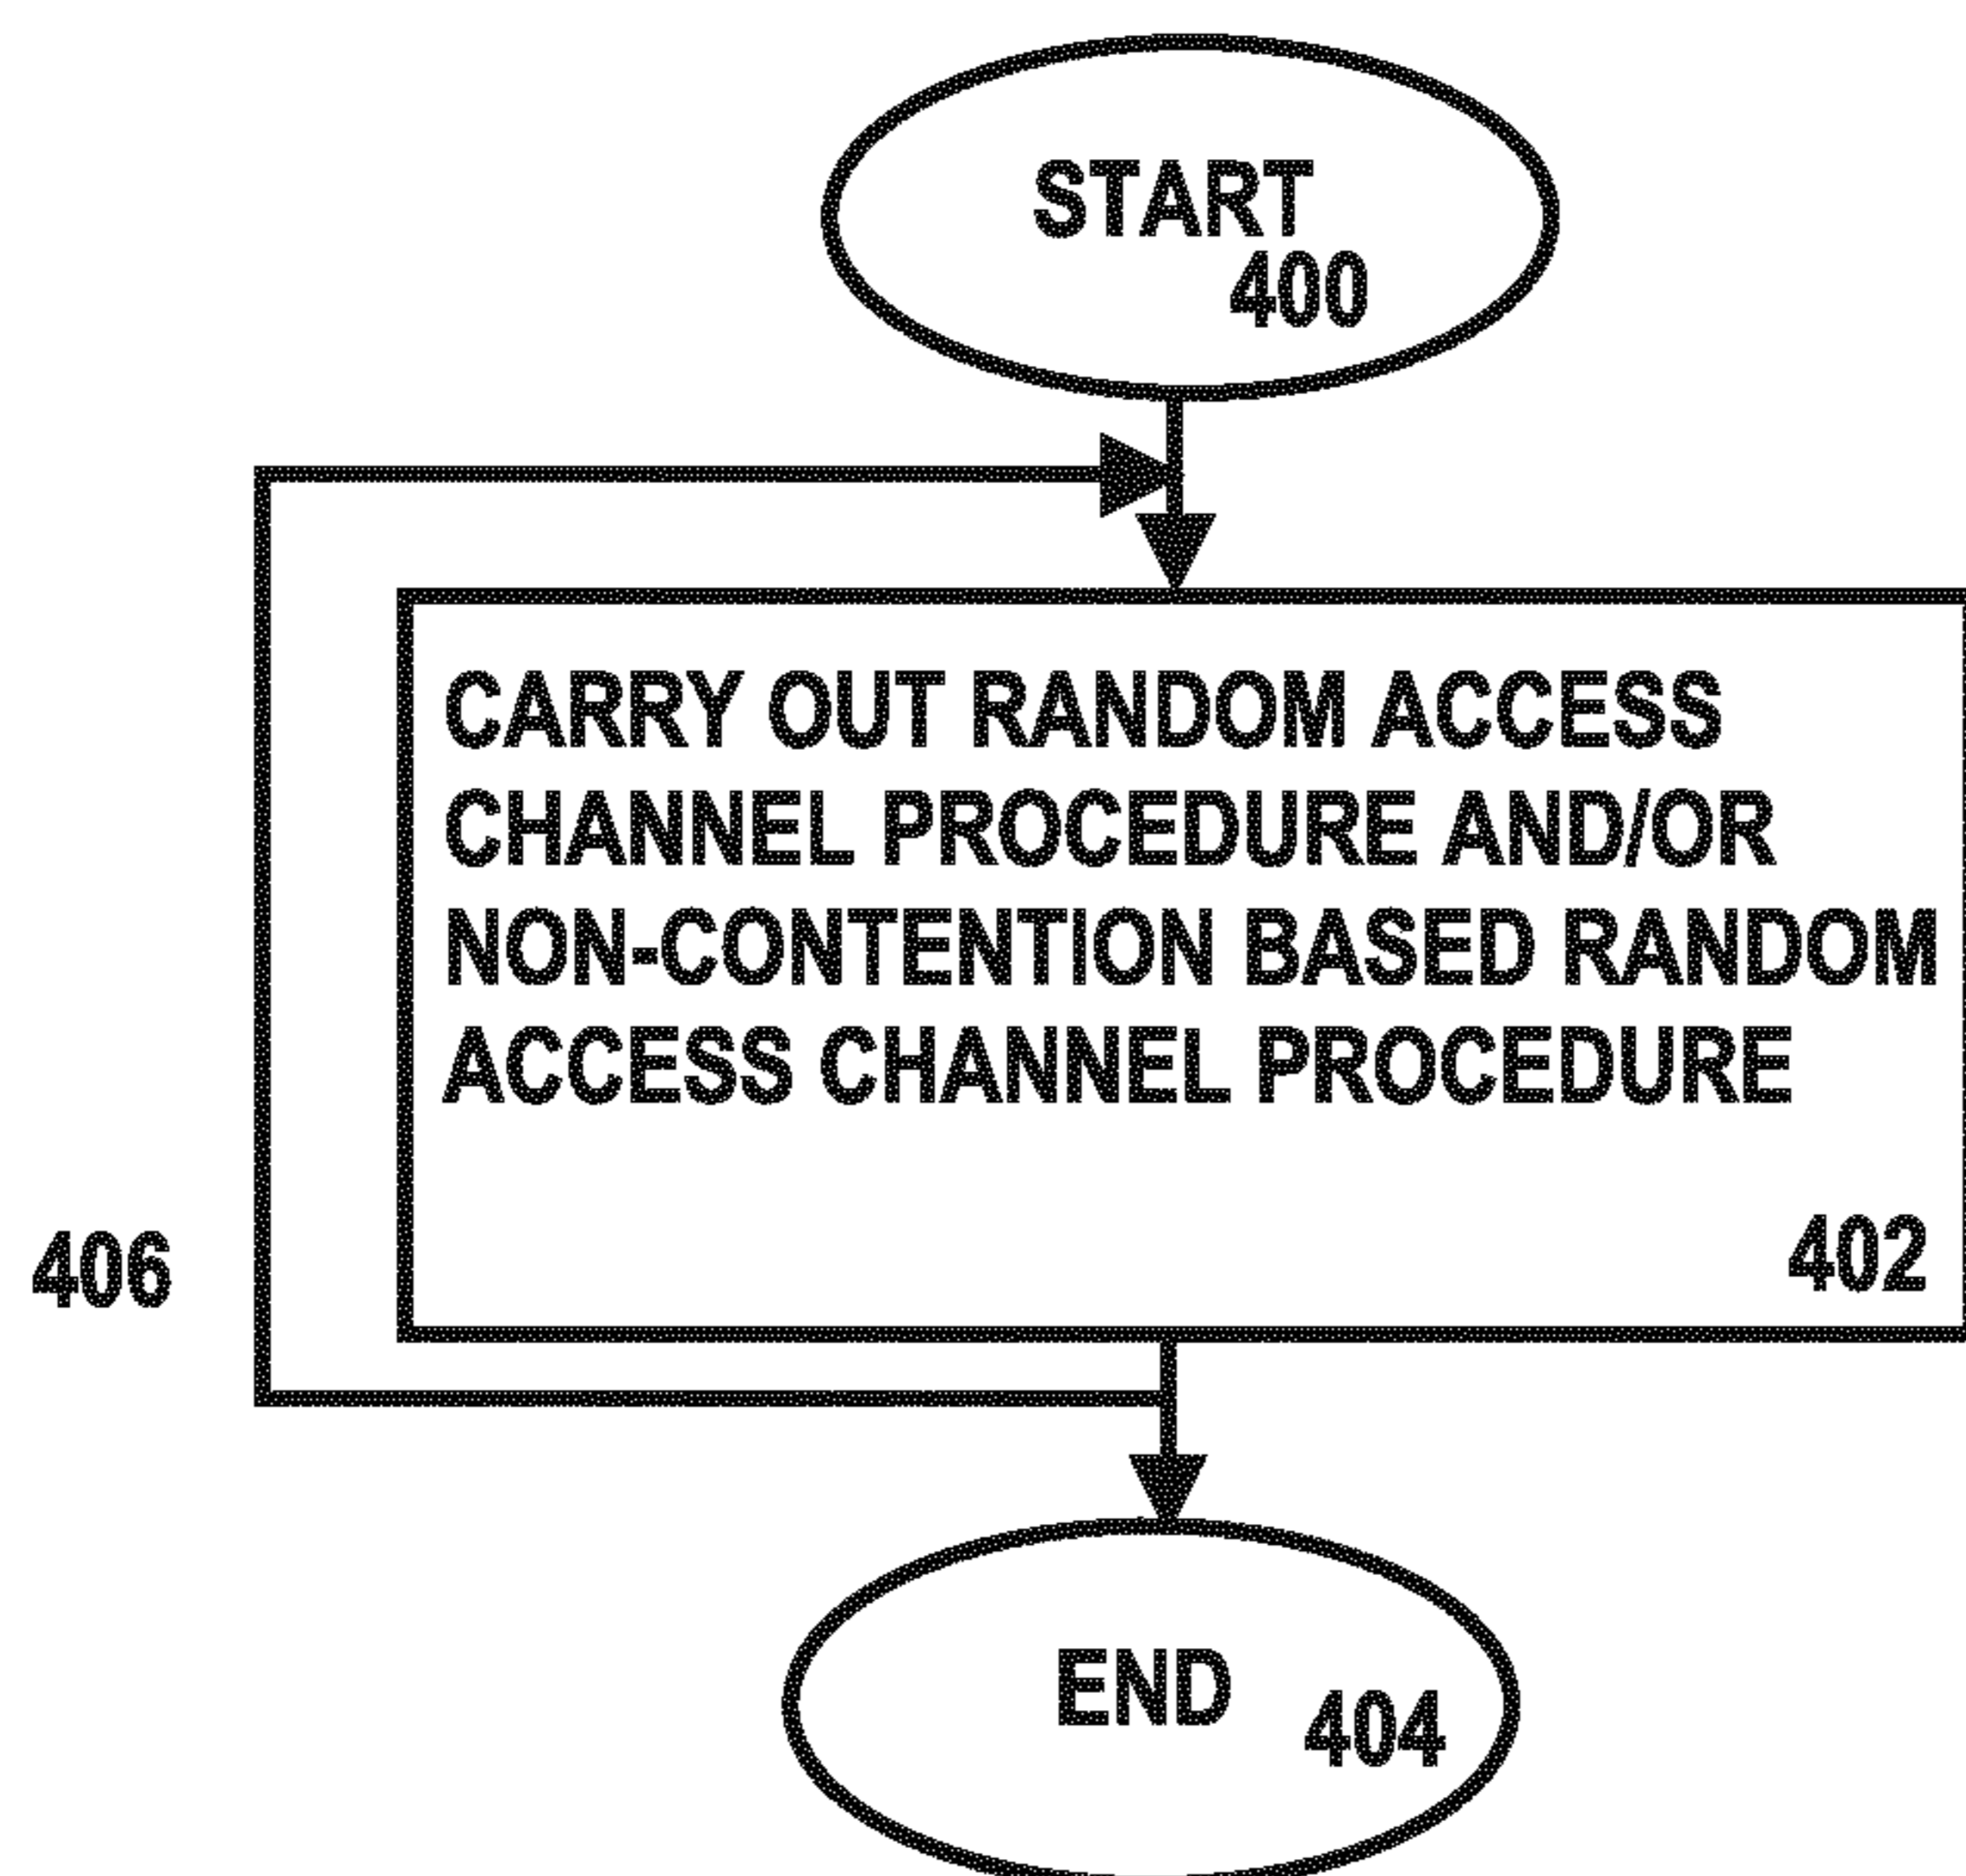 START
400
CARRY OUT RANDOM ACCESS
CHANNEL PROCEDURE AND/OR
NON-CONTENTION BASED RANDOM
ACCESS CHANNEL PROCEDURE
402
406
END
404